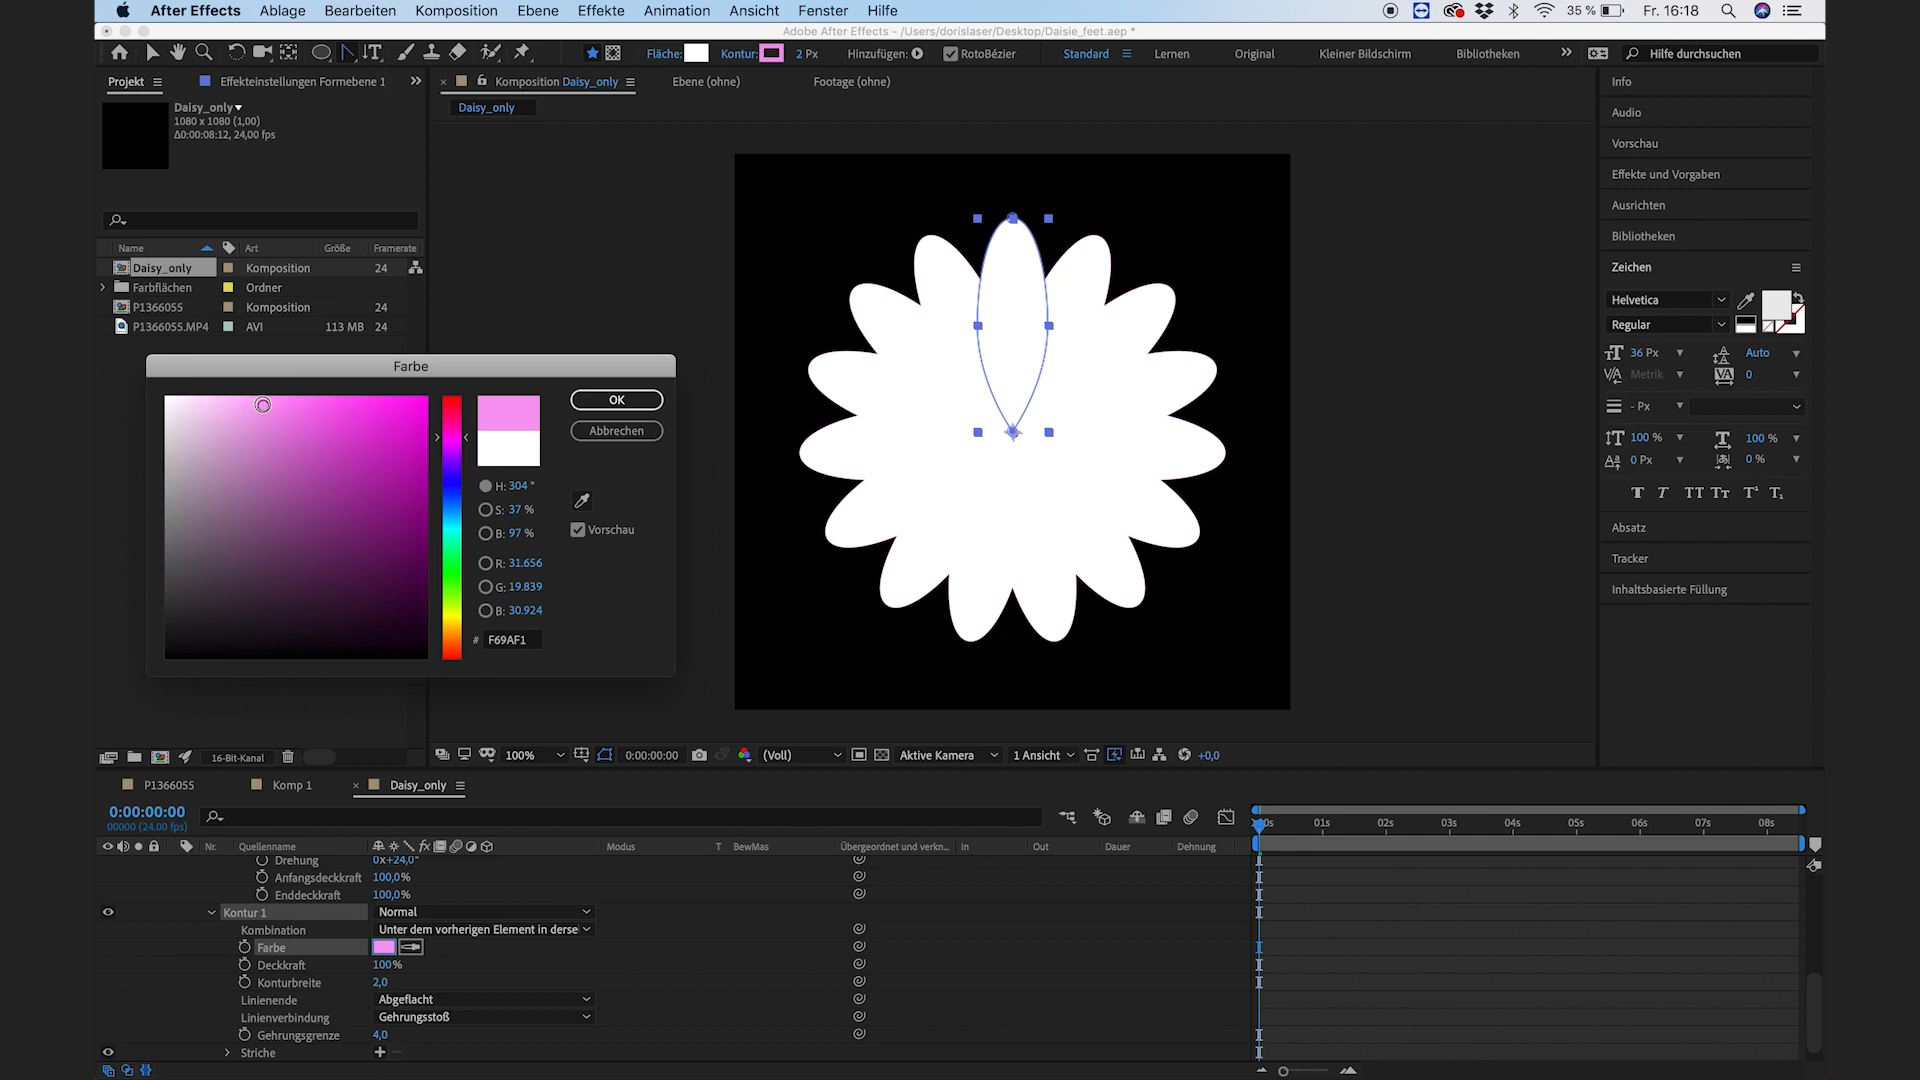 After Effects Ablage Bearbeiten Komposition Ebene Effekte Animation Ansicht Fenster Hilfe 35 % Fr. 16:18
Adobe After Effects - /Users/dorislaser/Desktop/Daisie_feet.aep *
Fläche: Kontur: 2 Px Hinzufügen: RotoBézier Standard Lernen Original Kleiner Bildschirm Bibliotheken Hilfe durchsuchen
Projekt Effekteinstellungen Formebene 1
Komposition Daisy_only Ebene (ohne) Footage (ohne)
Daisy_only
Daisy_only
1080 x 1080 (1,00)
Δ0:00:08:12, 24,00 fps
Name Art Größe Framerate
Daisy_only Komposition 24
Farbflächen Ordner
P1366055 Komposition 24
P1366055.MP4 AVI 113 MB 24
Farbe
OK
Abbrechen
H: 304 °
S: 37 %
B: 97 %
Vorschau
R: 31.656
G: 19.839
B: 30.924
# F69AF1
16-Bit-Kanal
100% 0:00:00:00 (Voll) Aktive Kamera 1 Ansicht +0,0
Info
Audio
Vorschau
Effekte und Vorgaben
Ausrichten
Bibliotheken
Zeichen
Helvetica
Regular
36 Px Auto
Metrik 0
- Px
100 % 100 %
0 Px 0 %
T T TT Tт T¹ T₁
Absatz
Tracker
Inhaltsbasierte Füllung
P1366055 Komp 1 Daisy_only
0:00:00:00
00000 (24.00 fps)
01s 02s 03s 04s 05s 06s 07s 08s
Nr. Quellenname fx Modus T BewMas Übergeordnet und verkn... In Out Dauer Dehnung
Drehung 0x+24,0°
Anfangsdeckkraft 100,0%
Enddeckkraft 100,0%
Kontur 1 Normal
Kombination Unter dem vorherigen Element in derse
Farbe
Deckkraft 100%
Konturbreite 2,0
Linienende Abgeflacht
Linienverbindung Gehrungsstoß
Gehrungsgrenze 4,0
Striche + −